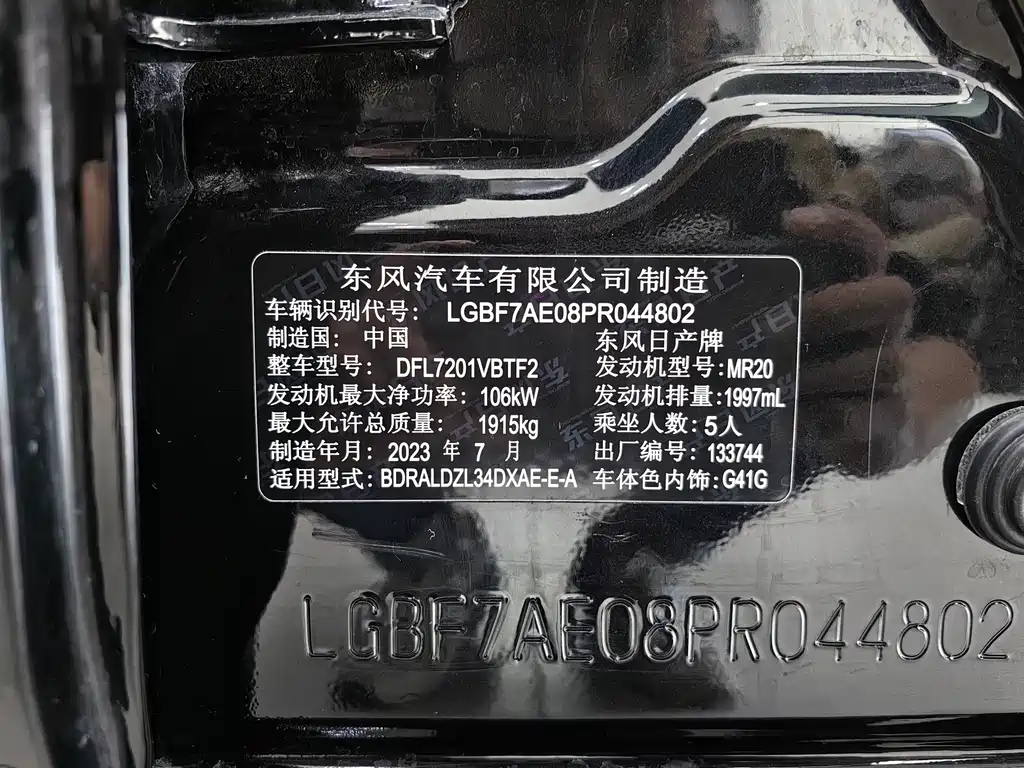 东风汽车有限公司制造
车辆识别代号: LGBF7AE08PR044802
制造国: 中国 东风日产牌
整车型号: DFL7201VBTF2 发动机型号:MR20
发动机最大净功率: 106kW 发动机排量:1997mL
最大允许总质量: 1915kg 乘坐人数:5人
制造年月: 2023 年 7 月 出厂编号:133744
适用型式:BDRALDZL34DXAE-E-A 车体色内饰:G41G
LGBF7AE08PR044802